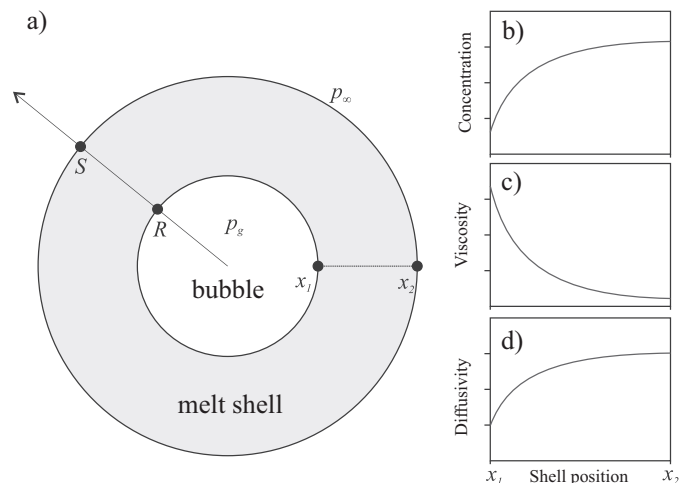 a)
p∞
S
R
p_g
bubble
x₁
x₂
melt shell
b)
Concentration
c)
Viscosity
d)
Diffusivity
x₁ Shell position x₂